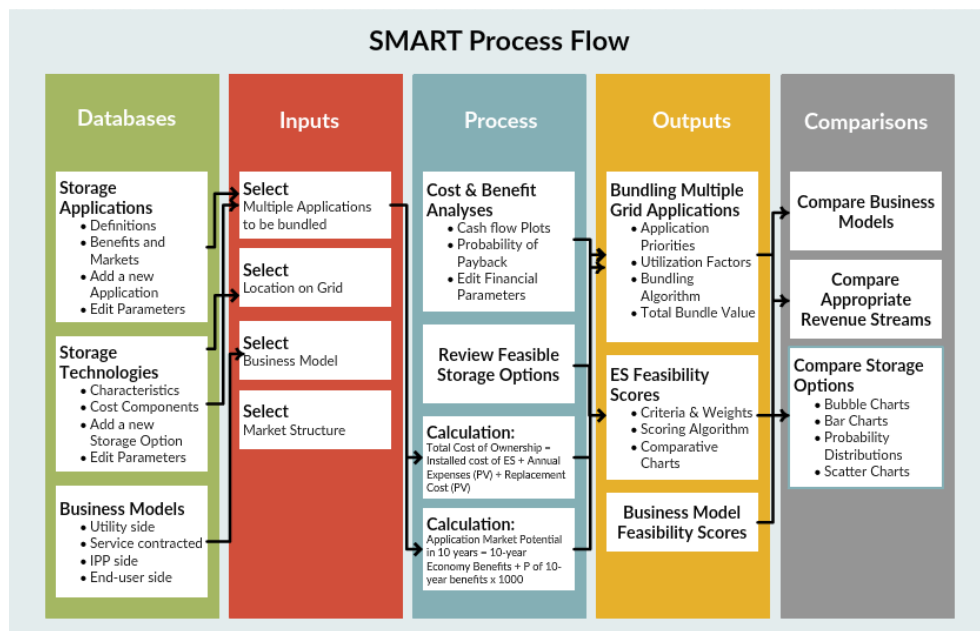 SMART Process Flow
Databases
Storage
Applications
• Definitions
• Benefits and
Markets
• Add a new
Application
• Edit Parameters
Storage
Technologies
• Characteristics
• Cost Components
• Add a new
Storage Option
• Edit Parameters
Business Models
• Utility side
• Service contracted
• IPP side
• End-user side
Inputs
Select
Multiple Applications
to be bundled
Select
Location on Grid
Select
Business Model
Select
Market Structure
Process
Cost & Benefit
Analyses
• Cash flow Plots
• Probability of
Payback
• Edit Financial
Parameters
Review Feasible
Storage Options
Calculation:
Total Cost of Ownership =
Installed cost of ES + Annual
Expenses (PV) + Replacement
Cost (PV)
Calculation:
Application Market Potential
in 10 years = 10-year
Economy Benefits + P of 10-
year benefits x 1000
Outputs
Bundling Multiple
Grid Applications
• Application
Priorities
• Utilization Factors
• Bundling
Algorithm
• Total Bundle Value
ES Feasibility
Scores
• Criteria & Weights
• Scoring Algorithm
• Comparative
Charts
Business Model
Feasibility Scores
Comparisons
Compare Business
Models
Compare
Appropriate
Revenue Streams
Compare Storage
Options
• Bubble Charts
• Bar Charts
• Probability
Distributions
• Scatter Charts